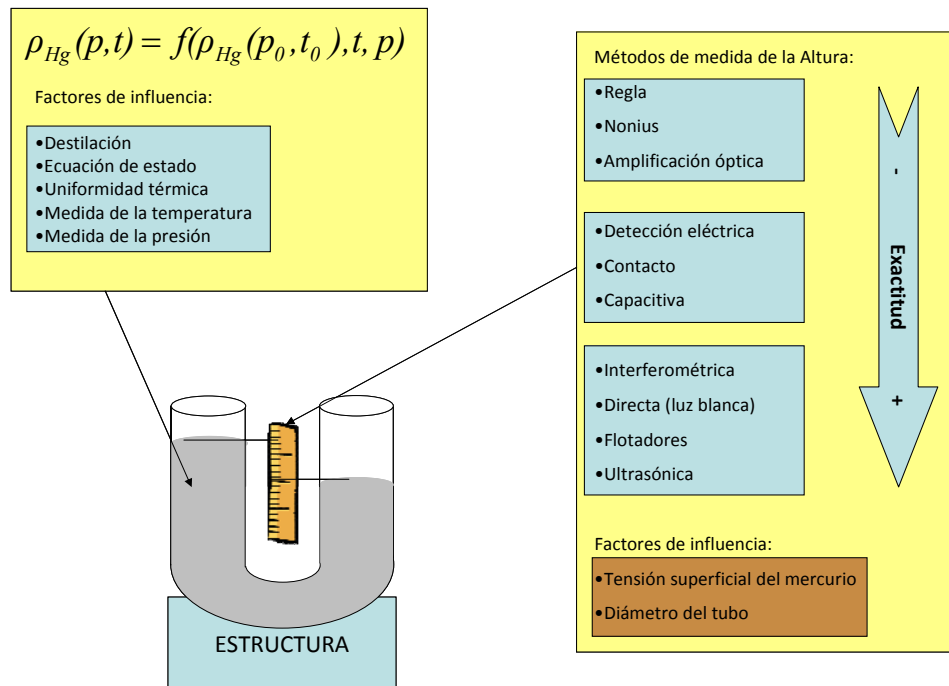 ρHg (p,t) = f(ρHg (p0 ,t0 ),t, p)
Factores de influencia:
•Destilación
•Ecuación de estado
•Uniformidad térmica
•Medida de la temperatura
•Medida de la presión
Métodos de medida de la Altura:
•Regla
•Nonius
•Amplificación óptica
•Detección eléctrica
•Contacto
•Capacitiva
•Interferométrica
•Directa (luz blanca)
•Flotadores
•Ultrasónica
-
Exactitud
+
Factores de influencia:
•Tensión superficial del mercurio
•Diámetro del tubo
ESTRUCTURA